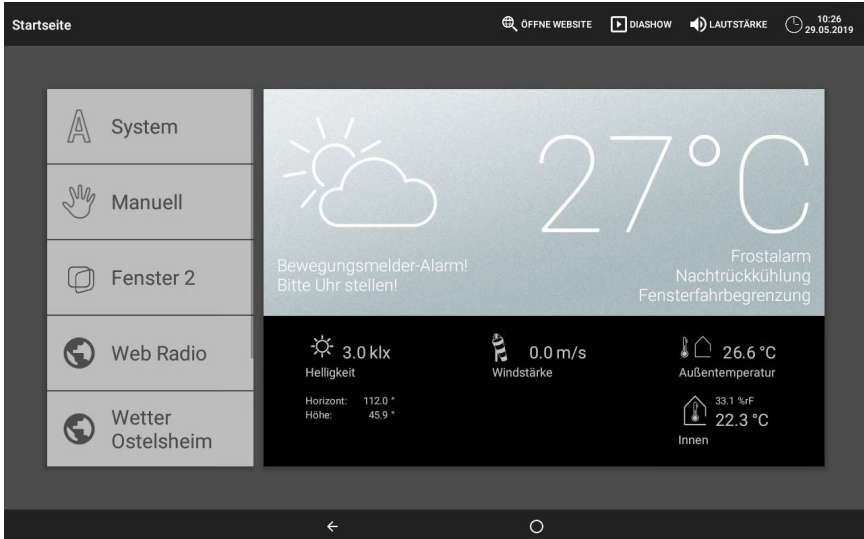 Startseite
ÖFFNE WEBSITE
DIASHOW
LAUTSTÄRKE
10:26
29.05.2019
System
Manuell
Fenster 2
Web Radio
Wetter
Ostelsheim
27°C
Bewegungsmelder-Alarm!
Bitte Uhr stellen!
Frostalarm
Nachtrückkühlung
Fensterfahrbegrenzung
3.0 klx
Helligkeit
Horizont: 112.0 °
Höhe: 45.9 °
0.0 m/s
Windstärke
26.6 °C
Außentemperatur
33.1 %rF
22.3 °C
Innen